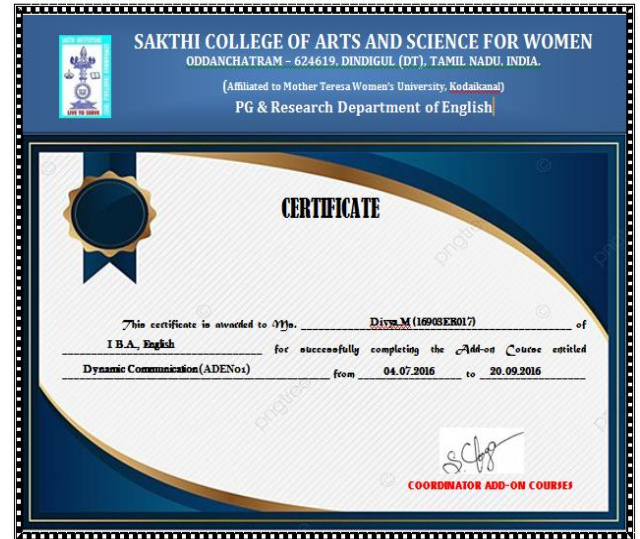 SAKTHI COLLEGE OF ARTS AND SCIENCE FOR WOMEN
ODDANCHATRAM – 624619. DINDIGUL (DT), TAMIL NADU. INDIA.
(Affiliated to Mother Teresa Women's University, Kodaikanal)
PG & Research Department of English
LIVE TO SERVE
CERTIFICATE
This certificate is awarded to Ms. Divya.M (16903ER017) of
I B.A., English for successfully completing the Add-on Course entitled
Dynamic Communication (ADEN01) from 04.07.2016 to 20.09.2016
COORDINATOR ADD-ON COURSES
pngtree
pngtree
pngtree